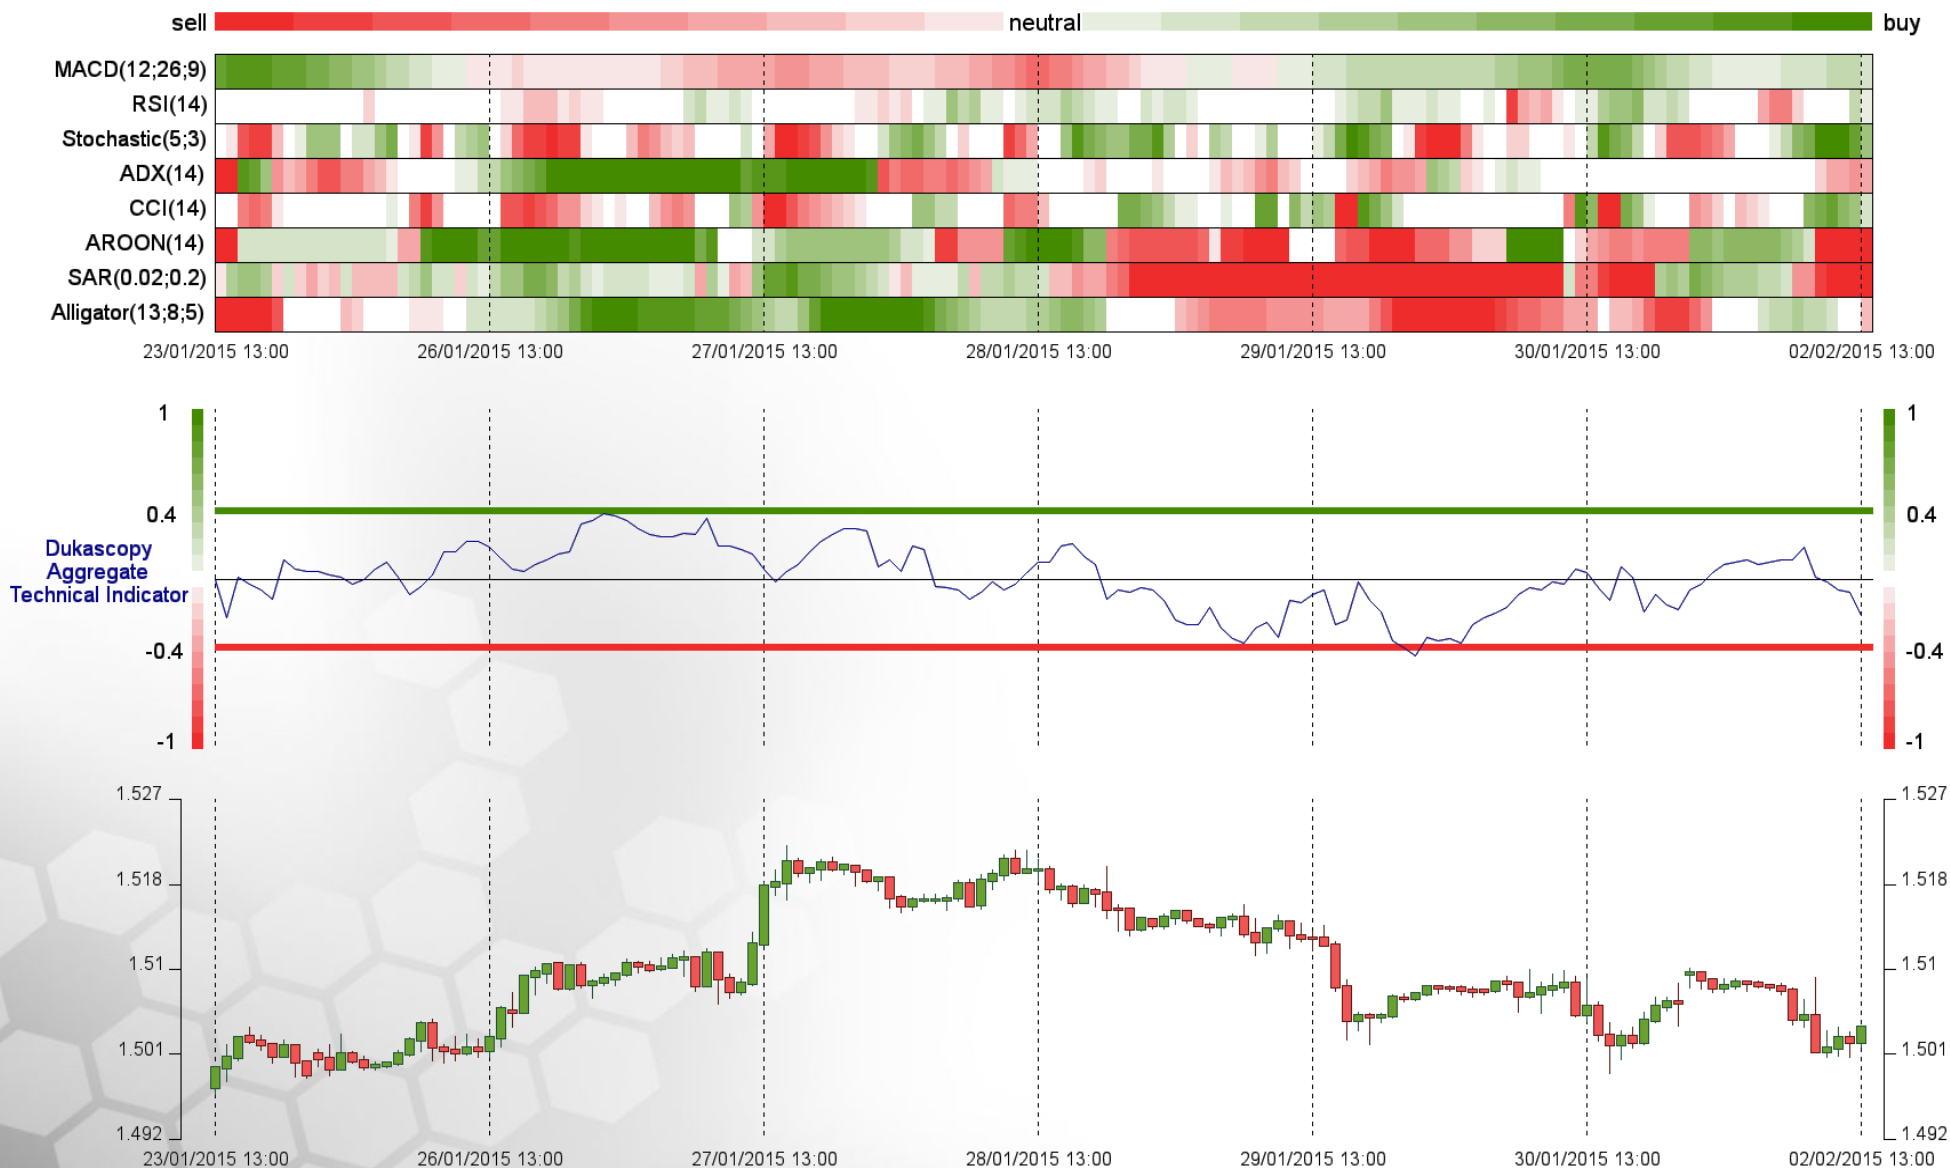 sell neutral buy
MACD(12;26;9)
RSI(14)
Stochastic(5;3)
ADX(14)
CCI(14)
AROON(14)
SAR(0.02;0.2)
Alligator(13;8;5)
23/01/2015 13:00 26/01/2015 13:00 27/01/2015 13:00 28/01/2015 13:00 29/01/2015 13:00 30/01/2015 13:00 02/02/2015 13:00
1 1
0.4 0.4
Dukascopy
Aggregate
Technical Indicator
-0.4 -0.4
-1 -1
1.527 1.527
1.518 1.518
1.51 1.51
1.501 1.501
1.492 1.492
23/01/2015 13:00 26/01/2015 13:00 27/01/2015 13:00 28/01/2015 13:00 29/01/2015 13:00 30/01/2015 13:00 02/02/2015 13:00